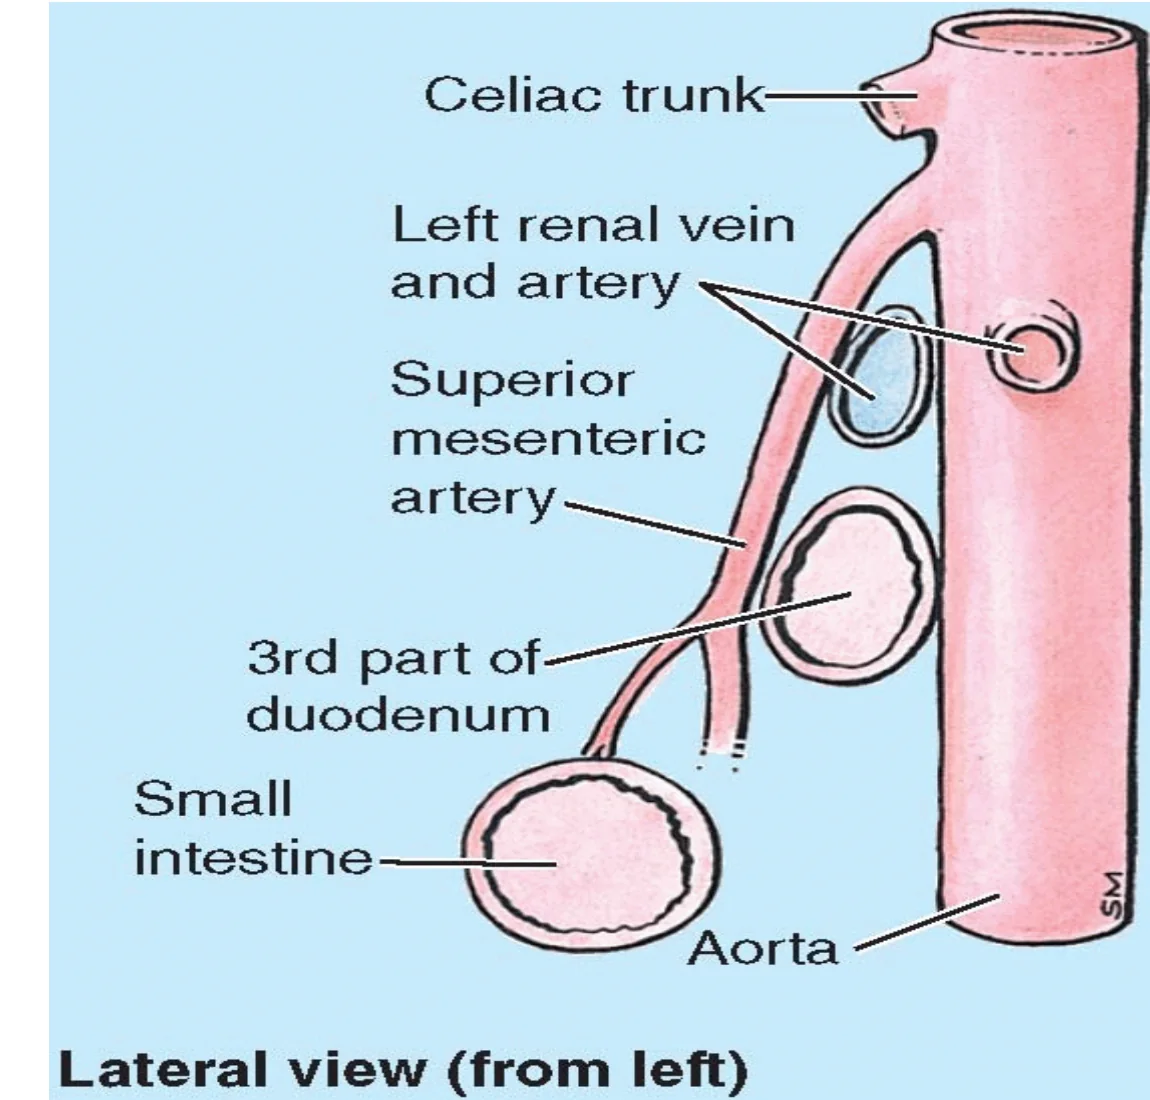 Celiac trunk
Left renal vein
and artery
Superior
mesenteric
artery
3rd part of
duodenum
Small
intestine
Aorta
SM
Lateral view (from left)